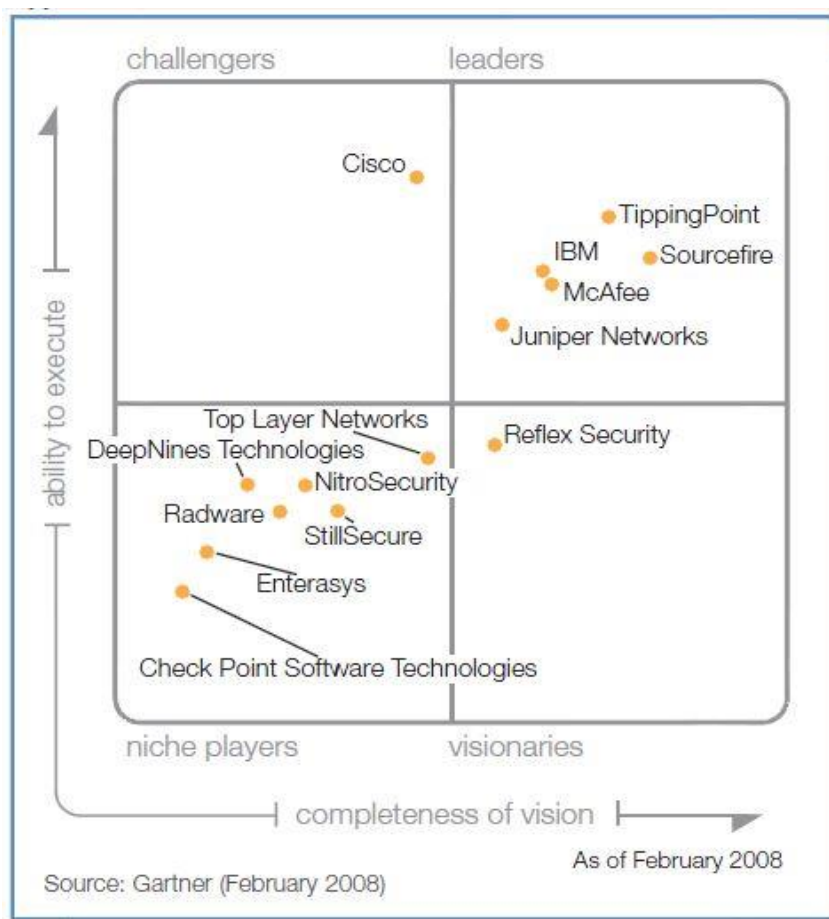 challengers
leaders
Cisco
TippingPoint
IBM
Sourcefire
McAfee
Juniper Networks
ability to execute
Top Layer Networks
Reflex Security
DeepNines Technologies
NitroSecurity
Radware
StillSecure
Enterasys
Check Point Software Technologies
niche players
visionaries
completeness of vision
As of February 2008
Source: Gartner (February 2008)